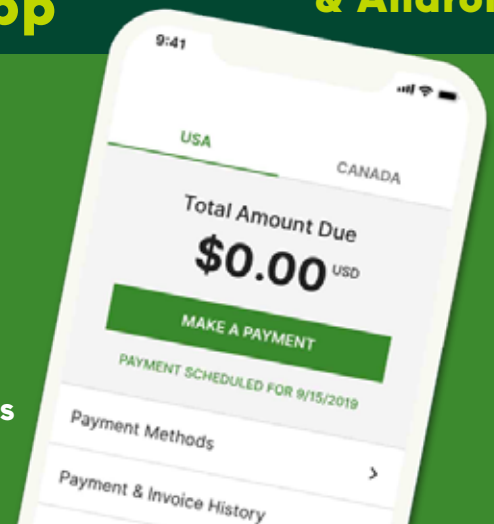 & Andro
9:41
USA
CANADA
Total Amount Due
$0.00 USD
MAKE A PAYMENT
PAYMENT SCHEDULED FOR 9/15/2019
Payment Methods
Payment & Invoice History